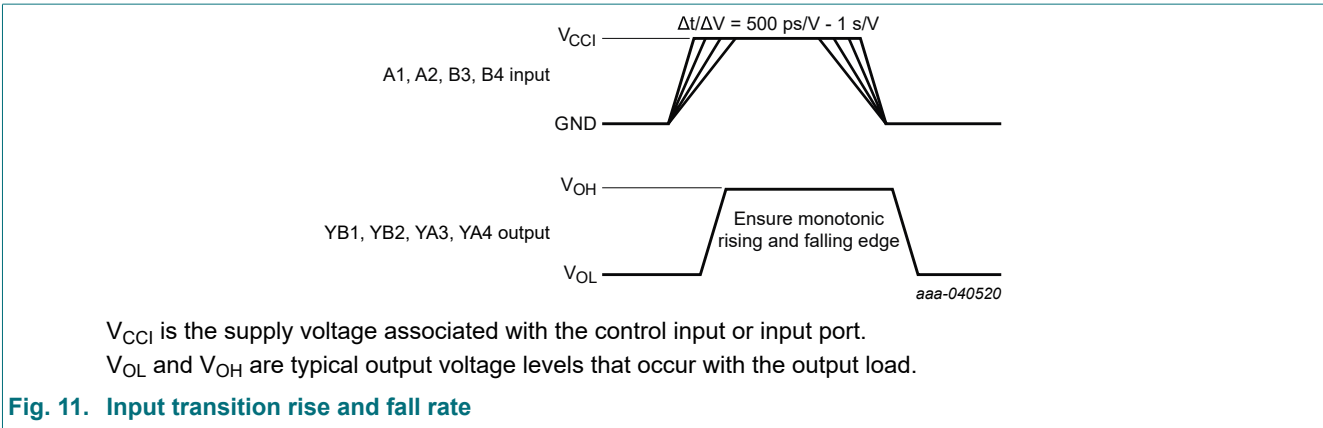 Δt/ΔV = 500 ps/V - 1 s/V
VCCI
A1, A2, B3, B4 input
GND
VOH
YB1, YB2, YA3, YA4 output
Ensure monotonic
rising and falling edge
VOL
aaa-040520
VCCI is the supply voltage associated with the control input or input port.
VOL and VOH are typical output voltage levels that occur with the output load.
Fig. 11. Input transition rise and fall rate